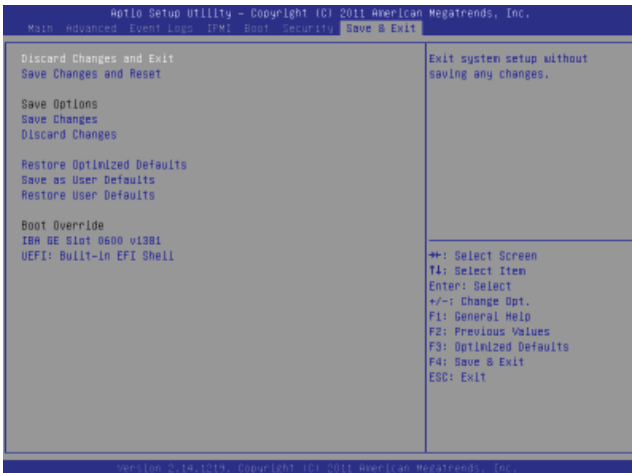 Aptio Setup Utility – Copyright (C) 2011 American Megatrends, Inc.
Main Advanced Event Logs IPMI Boot Security Save & Exit
Discard Changes and Exit
Save Changes and Reset
Save Options
Save Changes
Discard Changes
Restore Optimized Defaults
Save as User Defaults
Restore User Defaults
Boot Override
IBA GE Slot 0600 v1381
UEFI: Built-in EFI Shell
Exit system setup without
saving any changes.
→←: Select Screen
↑↓: Select Item
Enter: Select
+/-: Change Opt.
F1: General Help
F2: Previous Values
F3: Optimized Defaults
F4: Save & Exit
ESC: Exit
Version 2.14.1219. Copyright (C) 2011 American Megatrends, Inc.